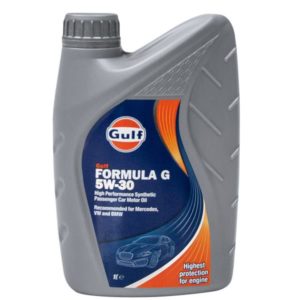 Gulf
Gulf
FORMULA G
5W-30
High Performance Synthetic
Passenger Car Motor Oil
Recommended for Mercedes,
VW and BMW
Highest
protection
for engine
1l e